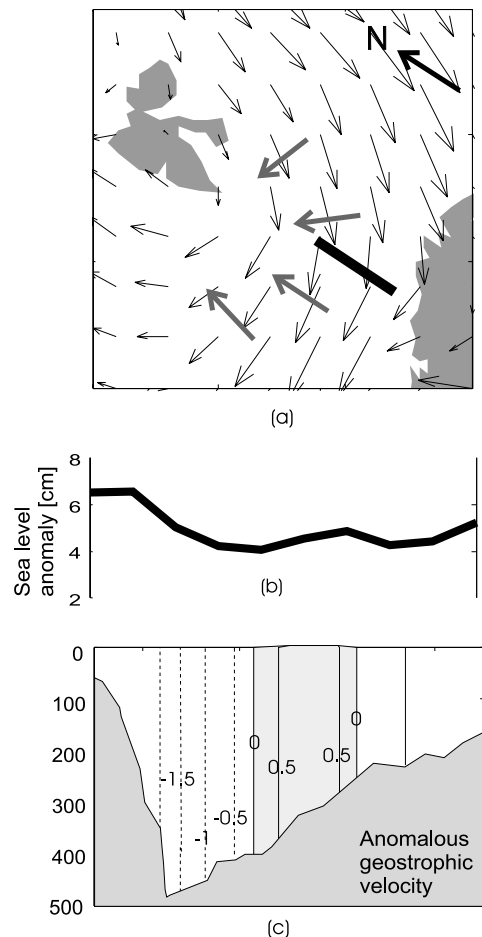 N
(a)
Sea level
anomaly [cm]
8
6
4
2
(b)
0
100
200
300
400
500
-1.5
-1
-0.5
0
0.5
0.5
0
Anomalous
geostrophic
velocity
(c)